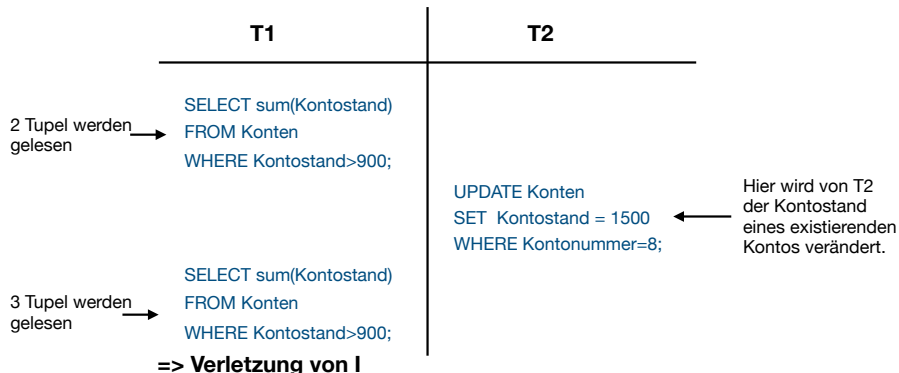 T1
T2
2 Tupel werden
gelesen
SELECT sum(Kontostand)
FROM Konten
WHERE Kontostand>900;
UPDATE Konten
SET Kontostand = 1500
WHERE Kontonummer=8;
Hier wird von T2
der Kontostand
eines existierenden
Kontos verändert.
3 Tupel werden
gelesen
SELECT sum(Kontostand)
FROM Konten
WHERE Kontostand>900;
=> Verletzung von I